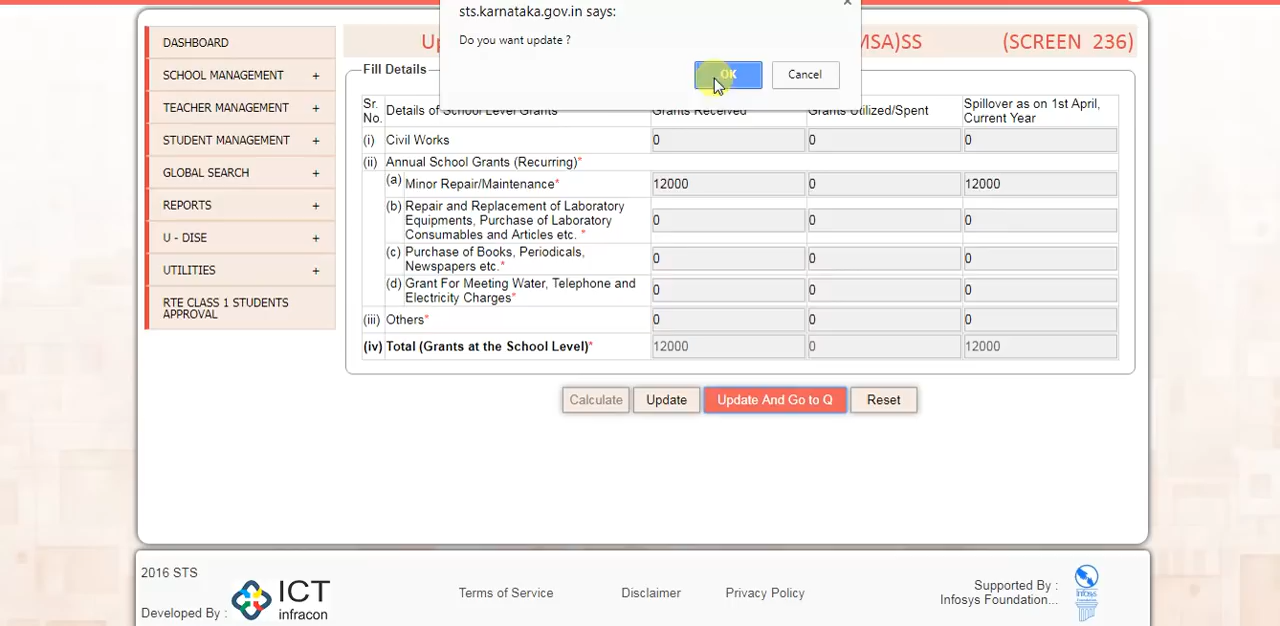 sts.karnataka.gov.in says:
Do you want update ?
OK
Cancel
DASHBOARD
SCHOOL MANAGEMENT +
TEACHER MANAGEMENT +
STUDENT MANAGEMENT +
GLOBAL SEARCH +
REPORTS +
U - DISE +
UTILITIES +
RTE CLASS 1 STUDENTS
APPROVAL
MSA)SS (SCREEN 236)
Fill Details
Sr. No. Details of School Level Grants Grants Received Grants Utilized/Spent Spillover as on 1st April, Current Year
(i) Civil Works 0 0 0
(ii) Annual School Grants (Recurring)*
(a) Minor Repair/Maintenance* 12000 0 12000
(b) Repair and Replacement of Laboratory
Equipments, Purchase of Laboratory 0 0 0
Consumables and Articles etc. *
(c) Purchase of Books, Periodicals, 0 0 0
Newspapers etc.*
(d) Grant For Meeting Water, Telephone and 0 0 0
Electricity Charges*
(iii) Others* 0 0 0
(iv) Total (Grants at the School Level)* 12000 0 12000
Calculate Update Update And Go to Q Reset
2016 STS
Developed By : ICT
infracon
Terms of Service Disclaimer Privacy Policy
Supported By :
Infosys Foundation...